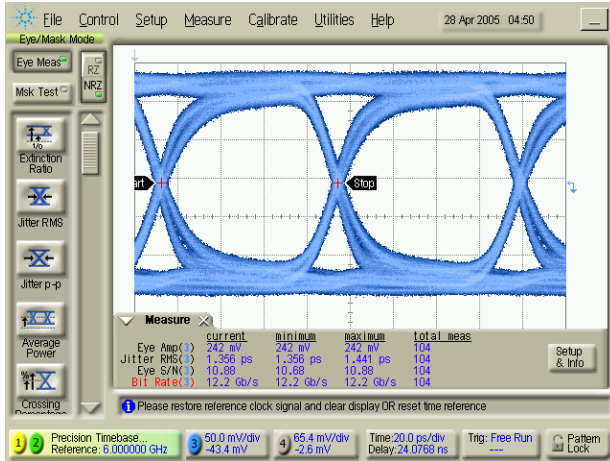 File Control Setup Measure Calibrate Utilities Help 28 Apr 2005 04:50
Eye/Mask Mode
Eye Meas
RZ
NRZ
Msk Test
1/0
Extinction
Ratio
Jitter RMS
Jitter p-p
Average
Power
%
Crossing
Percentage
art
Stop
Measure
current minimum maximum total meas
Eye Amp(3) 242 mV 242 mV 242 mV 104
Jitter RMS(3) 1.356 ps 1.356 ps 1.441 ps 104
Eye S/N(3) 10.88 10.68 10.88 104
Bit Rate(3) 12.2 Gb/s 12.2 Gb/s 12.2 Gb/s 104
Setup
& Info
Please restore reference clock signal and clear display OR reset time reference
1 2 Precision Timebase...
Reference: 6.000000 GHz
3 50.0 mV/div
-43.4 mV
4 65.4 mV/div
-2.6 mV
Time:20.0 ps/div
Delay:24.0768 ns
Trig: Free Run
---
Pattern
Lock